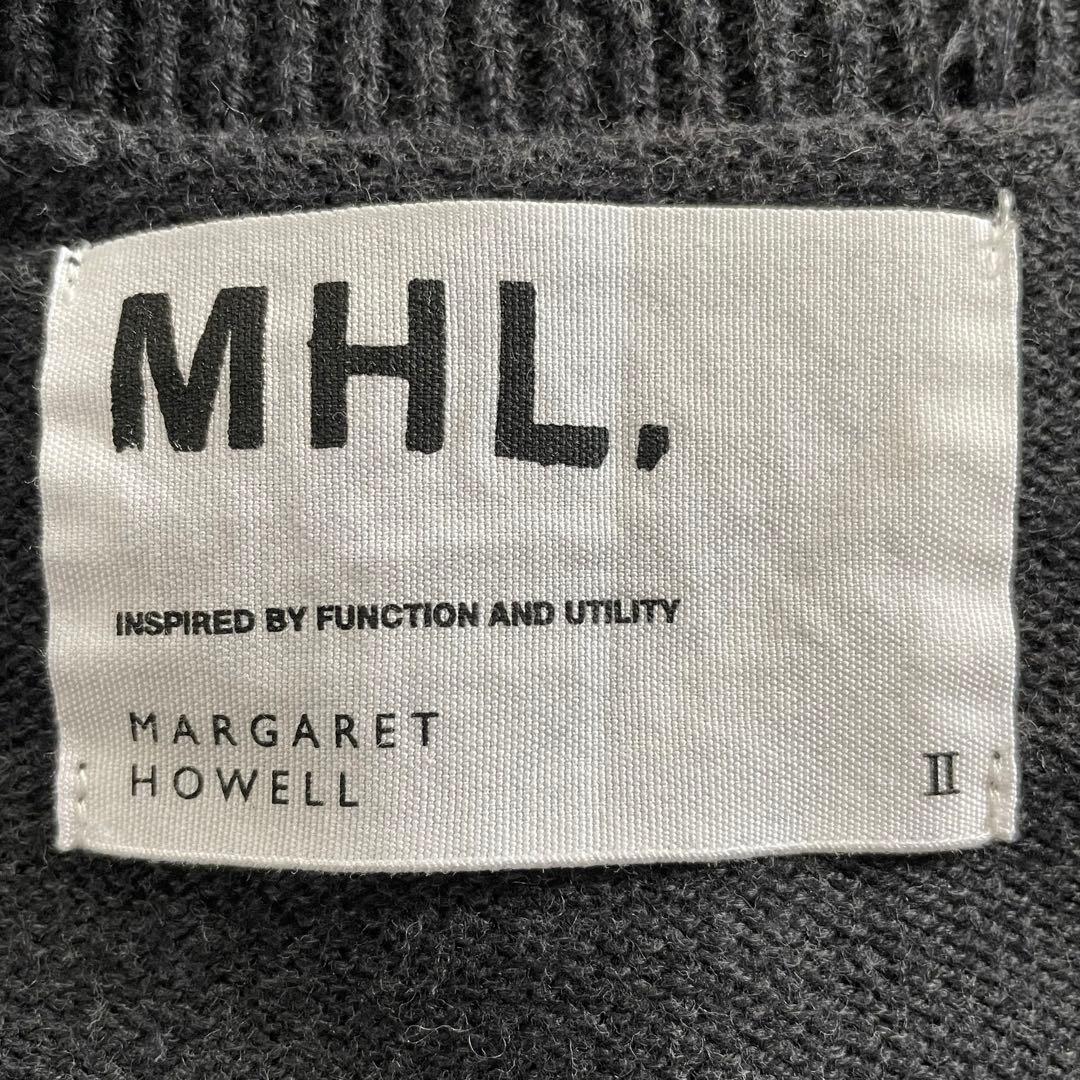 MHL.
INSPIRED BY FUNCTION AND UTILITY
MARGARET
HOWELL
II